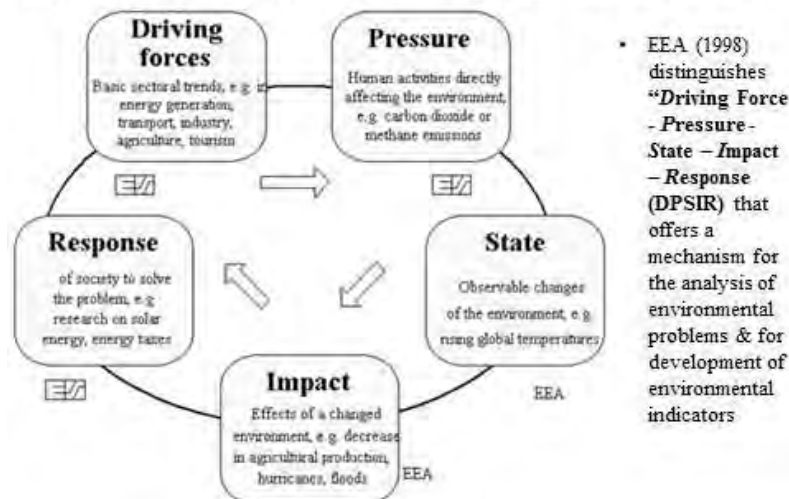 Driving
forces
Basic sectoral trends, e.g. in
energy generation,
transport, industry,
agriculture, tourism
Pressure
Human activities directly
affecting the environment,
e.g. carbon dioxide or
methane emissions
State
Observable changes
of the environment, e.g.
rising global temperatures
EEA
Impact
Effects of a changed
environment, e.g. decrease
in agricultural production,
hurricanes, floods
EEA
Response
of society to solve
the problem, e.g
research on solar
energy, energy taxes
• EEA (1998)
distinguishes
“Driving Force
- Pressure -
State – Impact
– Response
(DPSIR) that
offers a
mechanism for
the analysis of
environmental
problems & for
development of
environmental
indicators